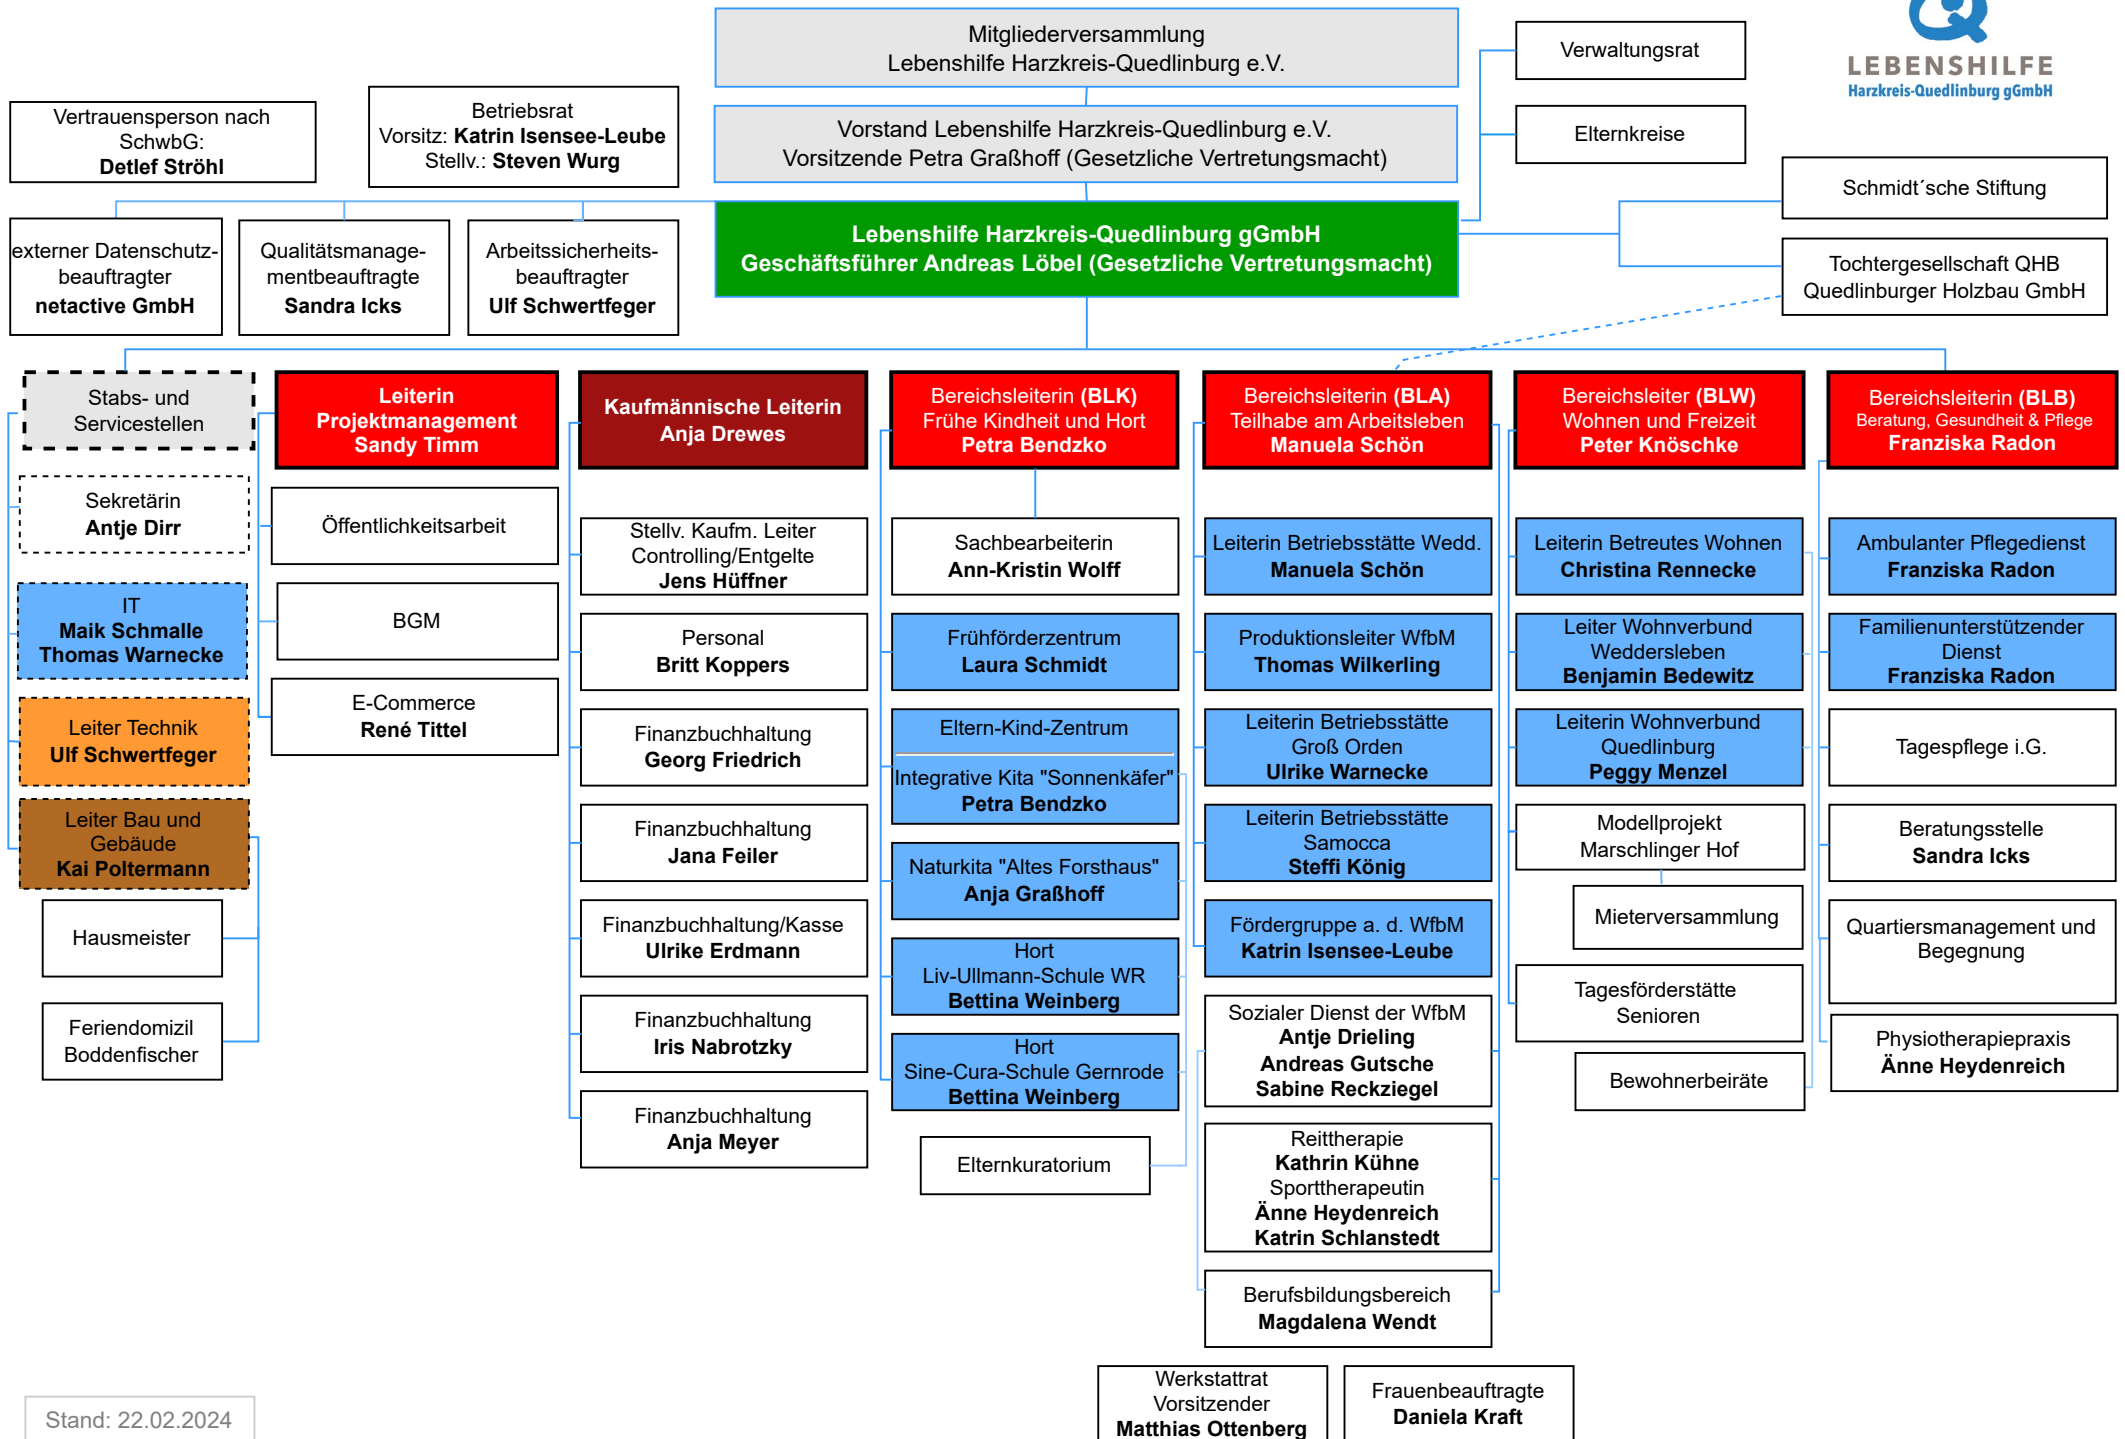 Mitgliederversammlung
Lebenshilfe Harzkreis-Quedlinburg e.V.
Verwaltungsrat
LEBENSHILFE
Harzkreis-Quedlinburg gGmbH
Vertrauensperson nach
SchwbG:
Detlef Ströhl
Betriebsrat
Vorsitz: Katrin Isensee-Leube
Stellv.: Steven Wurg
Vorstand Lebenshilfe Harzkreis-Quedlinburg e.V.
Vorsitzende Petra Graßhoff (Gesetzliche Vertretungsmacht)
Elternkreise
Schmidt´sche Stiftung
externer Datenschutz-
beauftragter
netactive GmbH
Qualitätsmanage-
mentbeauftragte
Sandra Icks
Arbeitssicherheits-
beauftragter
Ulf Schwertfeger
Lebenshilfe Harzkreis-Quedlinburg gGmbH
Geschäftsführer Andreas Löbel (Gesetzliche Vertretungsmacht)
Tochtergesellschaft QHB
Quedlinburger Holzbau GmbH
Stabs- und
Servicestellen
Sekretärin
Antje Dirr
IT
Maik Schmalle
Thomas Warnecke
Leiter Technik
Ulf Schwertfeger
Leiter Bau und
Gebäude
Kai Poltermann
Hausmeister
Feriendomizil
Boddenfischer
Leiterin
Projektmanagement
Sandy Timm
Öffentlichkeitsarbeit
BGM
E-Commerce
René Tittel
Kaufmännische Leiterin
Anja Drewes
Stellv. Kaufm. Leiter
Controlling/Entgelte
Jens Hüffner
Personal
Britt Koppers
Finanzbuchhaltung
Georg Friedrich
Finanzbuchhaltung
Jana Feiler
Finanzbuchhaltung/Kasse
Ulrike Erdmann
Finanzbuchhaltung
Iris Nabrotzky
Finanzbuchhaltung
Anja Meyer
Bereichsleiterin (BLK)
Frühe Kindheit und Hort
Petra Bendzko
Sachbearbeiterin
Ann-Kristin Wolff
Frühförderzentrum
Laura Schmidt
Eltern-Kind-Zentrum
Integrative Kita "Sonnenkäfer"
Petra Bendzko
Naturkita "Altes Forsthaus"
Anja Graßhoff
Hort
Liv-Ullmann-Schule WR
Bettina Weinberg
Hort
Sine-Cura-Schule Gernrode
Bettina Weinberg
Elternkuratorium
Bereichsleiterin (BLA)
Teilhabe am Arbeitsleben
Manuela Schön
Leiterin Betriebsstätte Wedd.
Manuela Schön
Produktionsleiter WfbM
Thomas Wilkerling
Leiterin Betriebsstätte
Groß Orden
Ulrike Warnecke
Leiterin Betriebsstätte
Samocca
Steffi König
Fördergruppe a. d. WfbM
Katrin Isensee-Leube
Sozialer Dienst der WfbM
Antje Drieling
Andreas Gutsche
Sabine Reckziegel
Reittherapie
Kathrin Kühne
Sporttherapeutin
Änne Heydenreich
Katrin Schlanstedt
Berufsbildungsbereich
Magdalena Wendt
Bereichsleiter (BLW)
Wohnen und Freizeit
Peter Knöschke
Leiterin Betreutes Wohnen
Christina Rennecke
Leiter Wohnverbund
Weddersleben
Benjamin Bedewitz
Leiterin Wohnverbund
Quedlinburg
Peggy Menzel
Modellprojekt
Marschlinger Hof
Mieterversammlung
Tagesförderstätte
Senioren
Bewohnerbeiräte
Bereichsleiterin (BLB)
Beratung, Gesundheit & Pflege
Franziska Radon
Ambulanter Pflegedienst
Franziska Radon
Familienunterstützender
Dienst
Franziska Radon
Tagespflege i.G.
Beratungsstelle
Sandra Icks
Quartiersmanagement und
Begegnung
Physiotherapiepraxis
Änne Heydenreich
Werkstattrat
Vorsitzender
Matthias Ottenberg
Frauenbeauftragte
Daniela Kraft
Stand: 22.02.2024